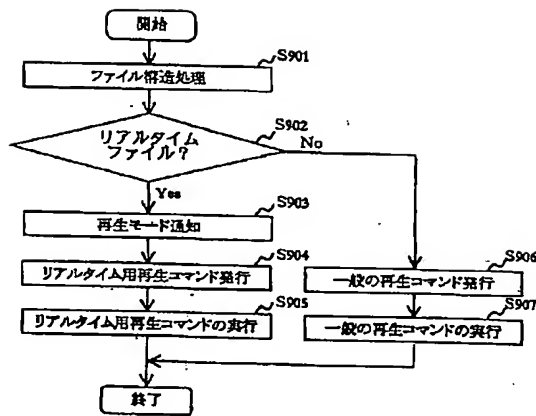 開始
S901
ファイル構造処理
S902
リアルタイム
ファイル?
No
Yes
S903
再生モード通知
S904
リアルタイム用再生コマンド発行
S905
リアルタイム用再生コマンドの実行
S906
一般の再生コマンド発行
S907
一般の再生コマンドの実行
終了